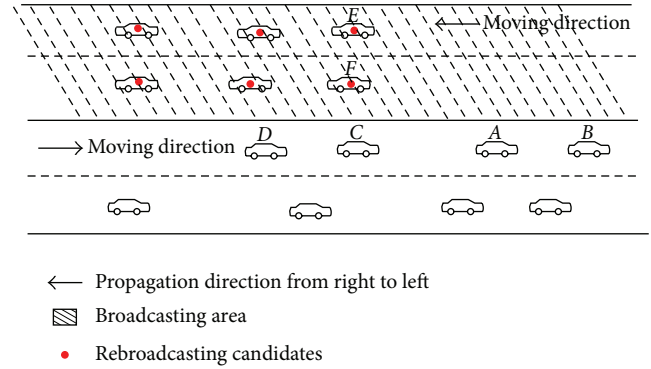 E
Moving direction
F
Moving direction D C A B
Propagation direction from right to left
Broadcasting area
Rebroadcasting candidates